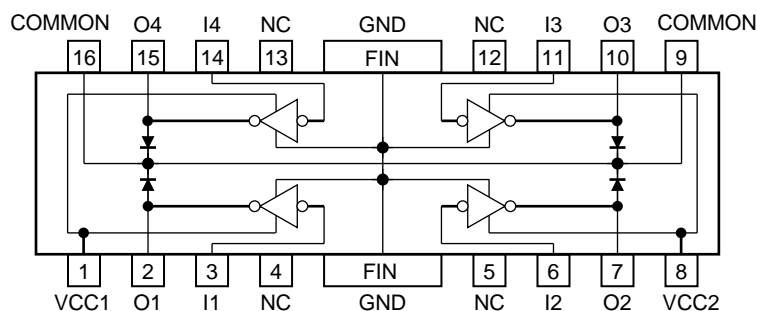 COMMON O4 I4 NC GND NC I3 O3 COMMON
16 15 14 13 FIN 12 11 10 9
1 2 3 4 FIN 5 6 7 8
VCC1 O1 I1 NC GND NC I2 O2 VCC2